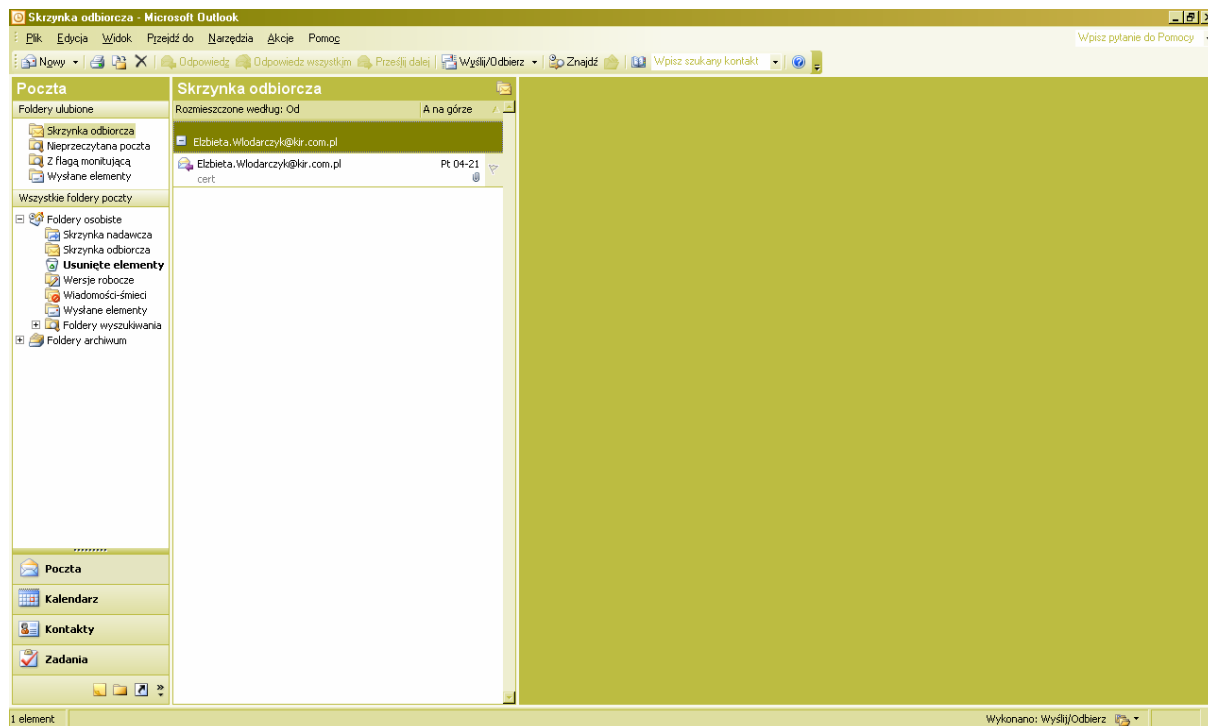 Skrzynka odbiorcza - Microsoft Outlook
Plik Edycja Widok Przejdź do Narzędzia Akcje Pomoc Wpisz pytanie do Pomocy
Nowy Odpowiedz Odpowiedz wszystkim Prześlij dalej Wyślij/Odbierz Znajdź Wpisz szukany kontakt
Poczta
Foldery ulubione
Skrzynka odbiorcza
Nieprzeczytana poczta
Z flagą monitującą
Wysłane elementy
Wszystkie foldery poczty
Foldery osobiste
Skrzynka nadawcza
Skrzynka odbiorcza
Usunięte elementy
Wersje robocze
Wiadomości-śmieci
Wysłane elementy
Foldery wyszukiwania
Foldery archiwum
Poczta
Kalendarz
Kontakty
Zadania
Skrzynka odbiorcza
Rozmieszczone według: Od A na górze
Elzbieta.Wlodarczyk@kir.com.pl
Elzbieta.Wlodarczyk@kir.com.pl Pt 04-21
cert
1 element Wykonano: Wyślij/Odbierz